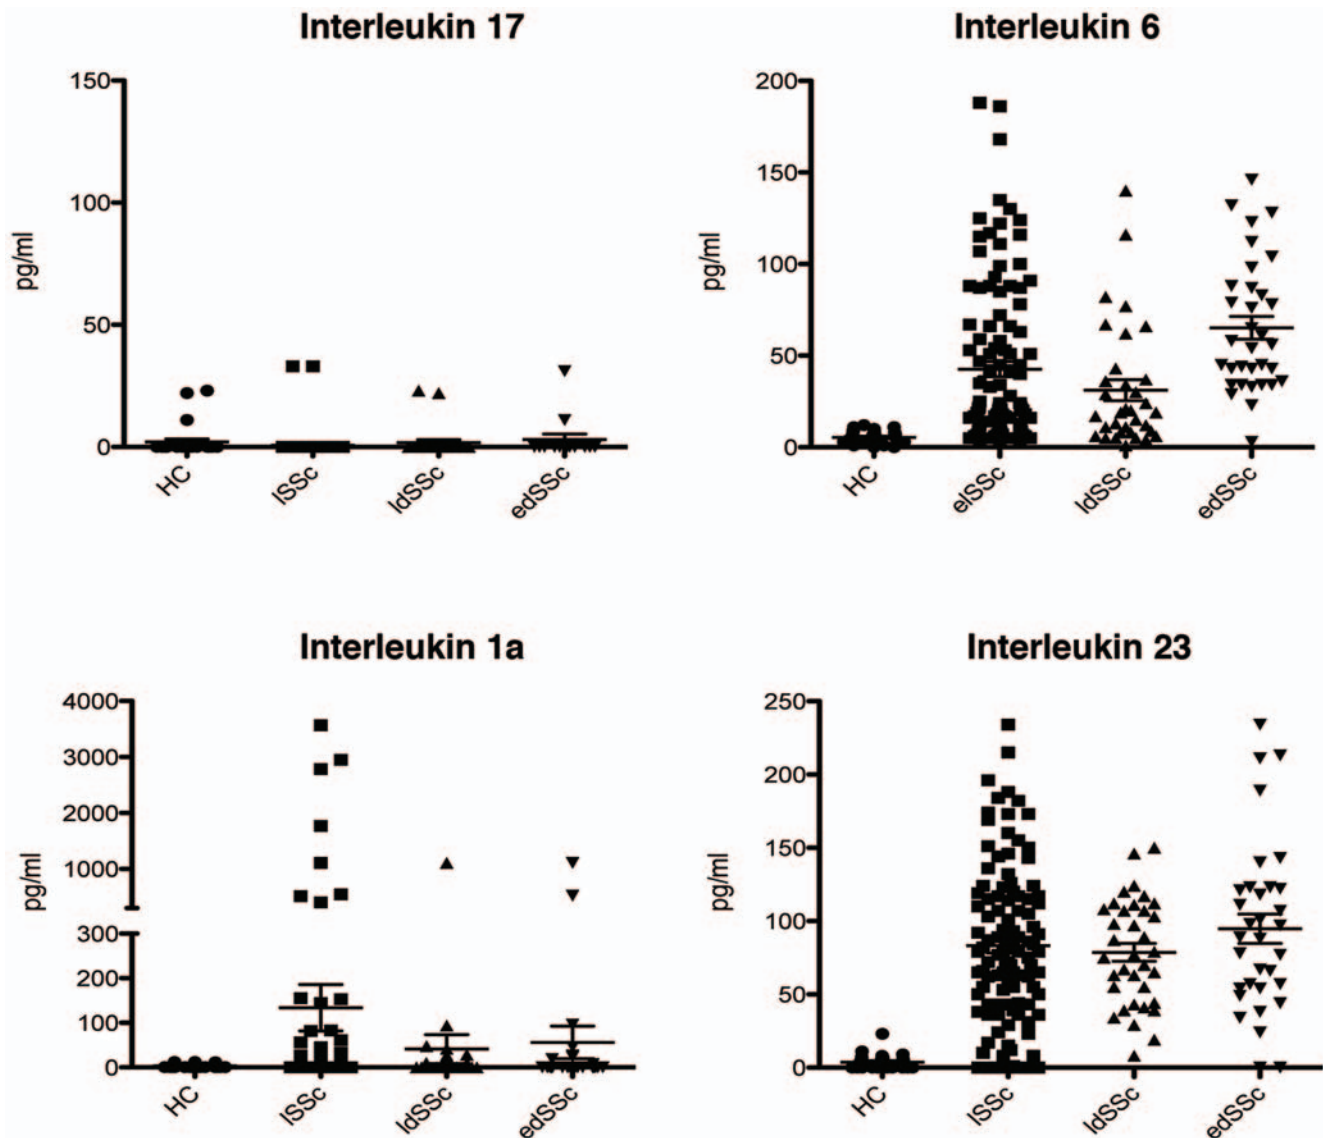 Interleukin 17
150
100
50
0
pg/ml
HC
lSSc
ldSSc
edSSc
Interleukin 6
200
150
100
50
0
pg/ml
HC
elSSc
ldSSc
edSSc
Interleukin 1a
4000
3000
2000
1000
300
200
100
0
pg/ml
HC
lSSc
ldSSc
edSSc
Interleukin 23
250
200
150
100
50
0
pg/ml
HC
lSSc
ldSSc
edSSc